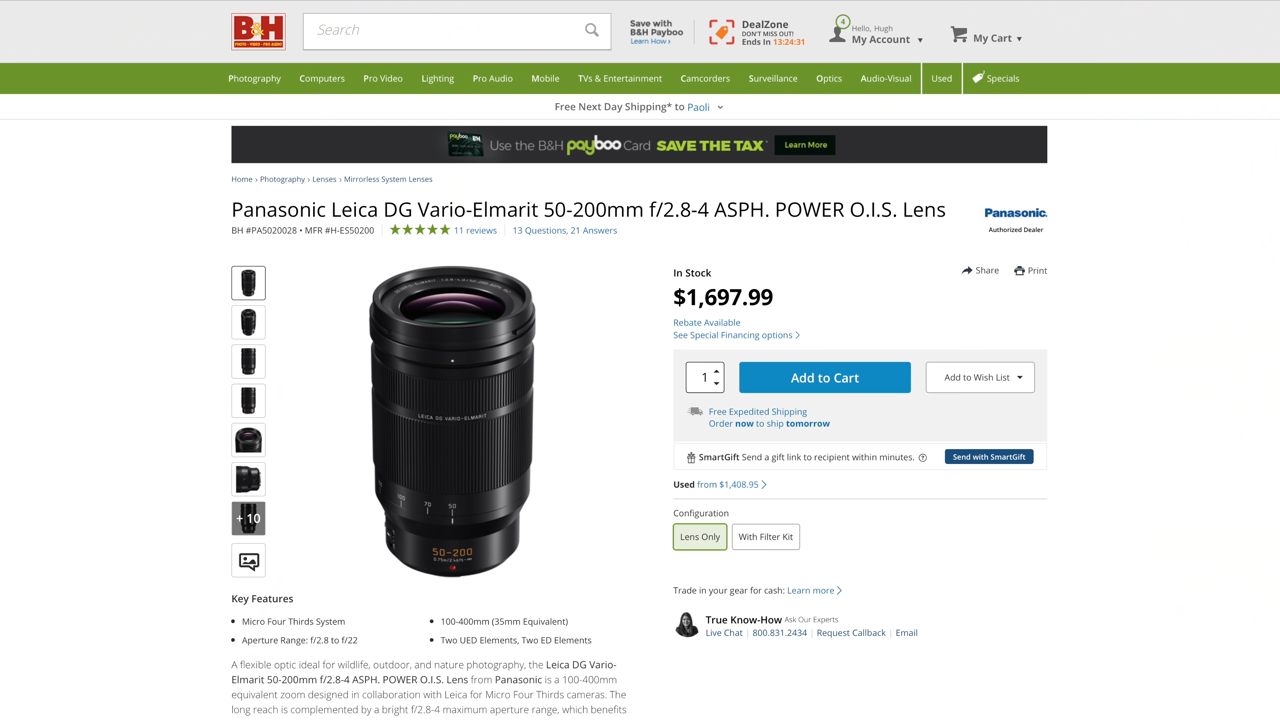 B&H
PHOTO · VIDEO · PRO AUDIO
Search
Save with
B&H Payboo
Learn How ›
DealZone
DON'T MISS OUT!
Ends In 13:24:31
4
Hello, Hugh
My Account
My Cart
Photography Computers Pro Video Lighting Pro Audio Mobile TVs & Entertainment Camcorders Surveillance Optics Audio-Visual Used Specials
Free Next Day Shipping* to Paoli
payboo B&H Use the B&H payboo Card SAVE THE TAX* Learn More
Home › Photography › Lenses › Mirrorless System Lenses
Panasonic Leica DG Vario-Elmarit 50-200mm f/2.8-4 ASPH. POWER O.I.S. Lens
BH #PA5020028 • MFR #H-ES50200 11 reviews 13 Questions, 21 Answers
Panasonic.
Authorized Dealer
In Stock
Share Print
$1,697.99
Rebate Available
See Special Financing options
1 Add to Cart Add to Wish List
Free Expedited Shipping
Order now to ship tomorrow
SmartGift Send a gift link to recipient within minutes. ? Send with SmartGift
Used from $1,408.95
Configuration
Lens Only With Filter Kit
Trade in your gear for cash: Learn more
True Know-How Ask Our Experts
Live Chat | 800.831.2434 | Request Callback | Email
LEICA DG VARIO-ELMARIT
100 70 50
50-200
+ 10
Key Features
Micro Four Thirds System
100-400mm (35mm Equivalent)
Aperture Range: f/2.8 to f/22
Two UED Elements, Two ED Elements
A flexible optic ideal for wildlife, outdoor, and nature photography, the Leica DG Vario-
Elmarit 50-200mm f/2.8-4 ASPH. POWER O.I.S. Lens from Panasonic is a 100-400mm
equivalent zoom designed in collaboration with Leica for Micro Four Thirds cameras. The
long reach is complemented by a bright f/2.8-4 maximum aperture range, which benefits